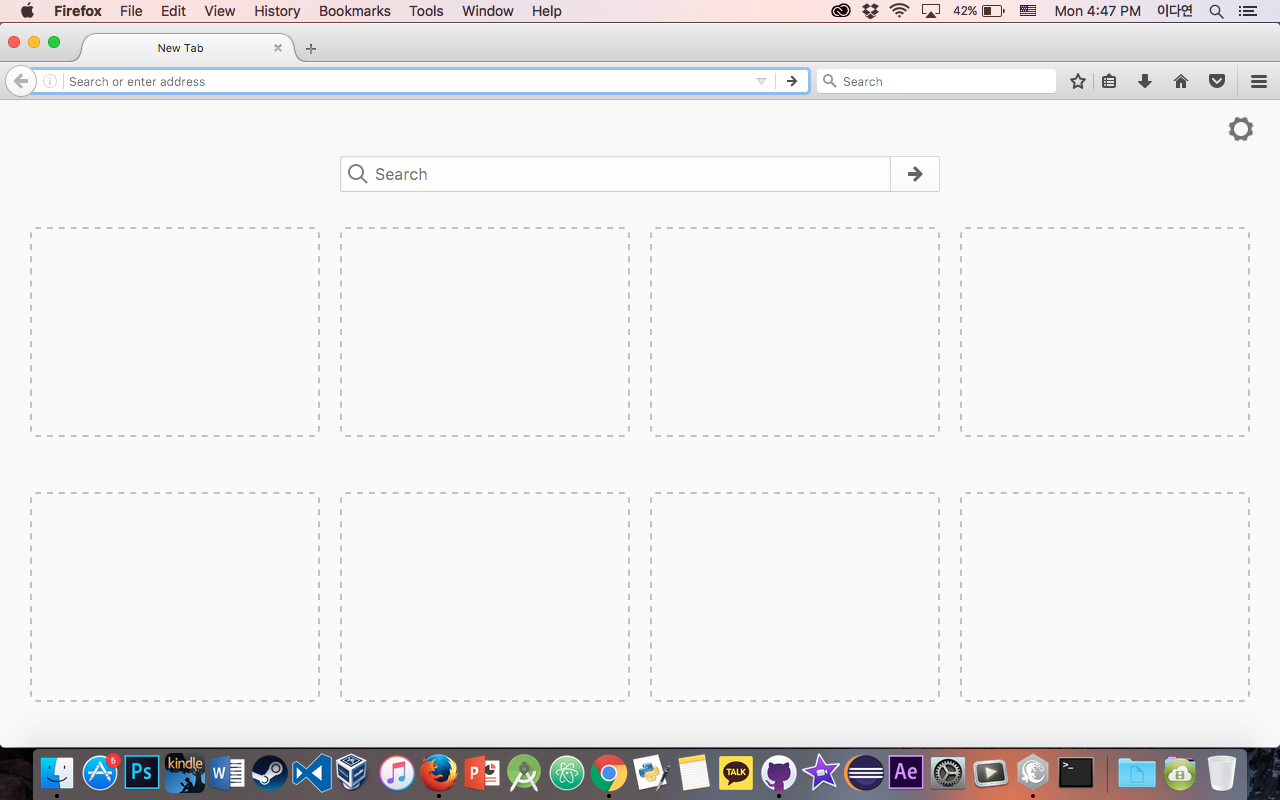 Firefox File Edit View History Bookmarks Tools Window Help 42% Mon 4:47 PM 이다연
New Tab
Search or enter address Search
Search
6 Ps kindle W P TALK Ae >_